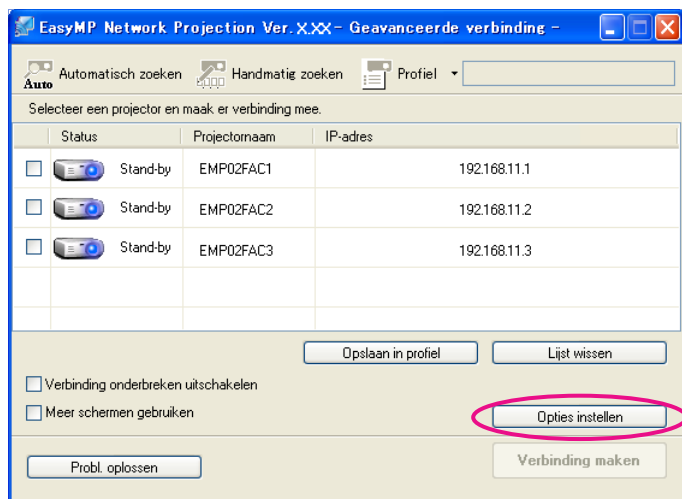 EasyMP Network Projection Ver. X.XX – Geavanceerde verbinding –
Auto Automatisch zoeken Handmatig zoeken Profiel
Selecteer een projector en maak er verbinding mee.
Status Projectornaam IP-adres
Stand-by EMP02FAC1 192.168.11.1
Stand-by EMP02FAC2 192.168.11.2
Stand-by EMP02FAC3 192.168.11.3
Opslaan in profiel Lijst wissen
Verbinding onderbreken uitschakelen
Meer schermen gebruiken Opties instellen
Probl. oplossen Verbinding maken